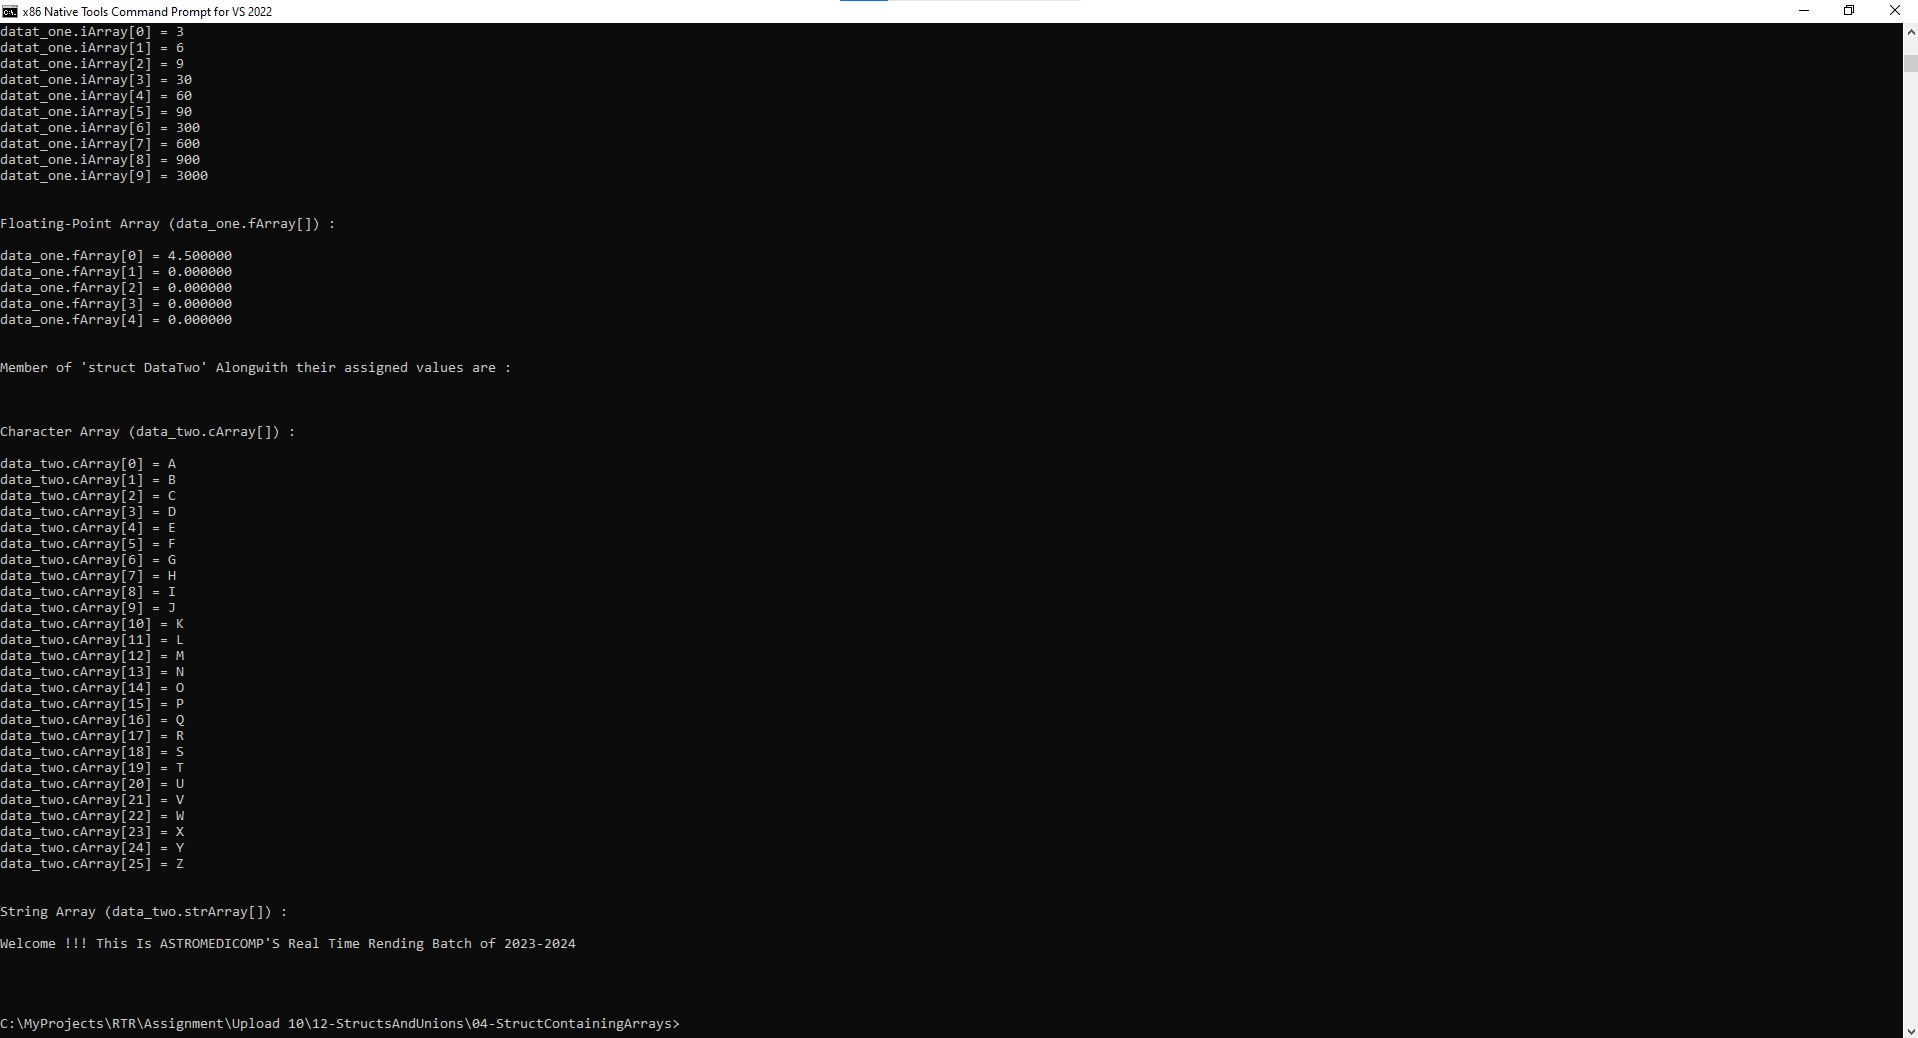 x86 Native Tools Command Prompt for VS 2022
datat_one.iArray[0] = 3
datat_one.iArray[1] = 6
datat_one.iArray[2] = 9
datat_one.iArray[3] = 30
datat_one.iArray[4] = 60
datat_one.iArray[5] = 90
datat_one.iArray[6] = 300
datat_one.iArray[7] = 600
datat_one.iArray[8] = 900
datat_one.iArray[9] = 3000
Floating-Point Array (data_one.fArray[]) :
data_one.fArray[0] = 4.500000
data_one.fArray[1] = 0.000000
data_one.fArray[2] = 0.000000
data_one.fArray[3] = 0.000000
data_one.fArray[4] = 0.000000
Member of 'struct DataTwo' Alongwith their assigned values are :
Character Array (data_two.cArray[]) :
data_two.cArray[0] = A
data_two.cArray[1] = B
data_two.cArray[2] = C
data_two.cArray[3] = D
data_two.cArray[4] = E
data_two.cArray[5] = F
data_two.cArray[6] = G
data_two.cArray[7] = H
data_two.cArray[8] = I
data_two.cArray[9] = J
data_two.cArray[10] = K
data_two.cArray[11] = L
data_two.cArray[12] = M
data_two.cArray[13] = N
data_two.cArray[14] = O
data_two.cArray[15] = P
data_two.cArray[16] = Q
data_two.cArray[17] = R
data_two.cArray[18] = S
data_two.cArray[19] = T
data_two.cArray[20] = U
data_two.cArray[21] = V
data_two.cArray[22] = W
data_two.cArray[23] = X
data_two.cArray[24] = Y
data_two.cArray[25] = Z
String Array (data_two.strArray[]) :
Welcome !!! This Is ASTROMEDICOMP'S Real Time Rending Batch of 2023-2024
C:\MyProjects\RTR\Assignment\Upload 10\12-StructsAndUnions\04-StructContainingArrays>